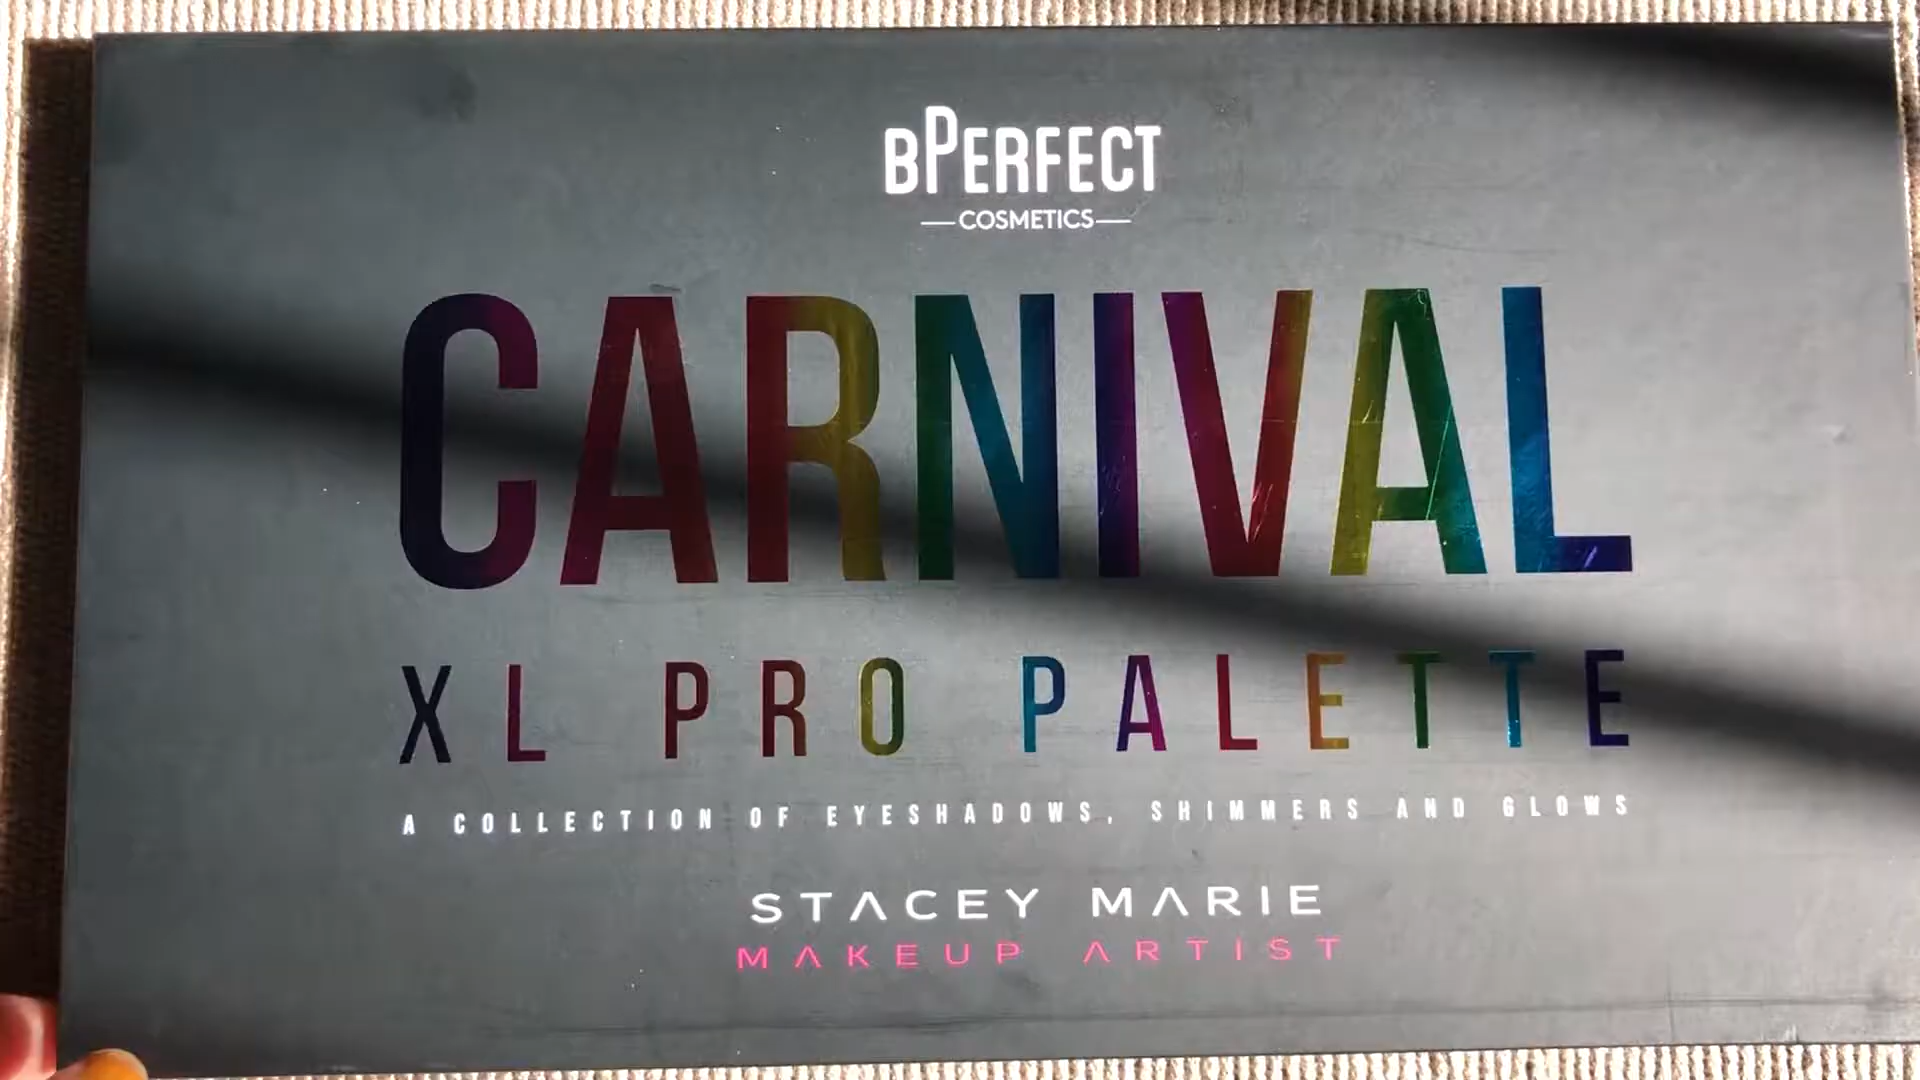 BPERFECT
COSMETICS
CARNIVAL
XL PRO PALETTE
A COLLECTION OF EYESHADOWS, SHIMMERS AND GLOWS
STACEY MARIE
MAKEUP ARTIST